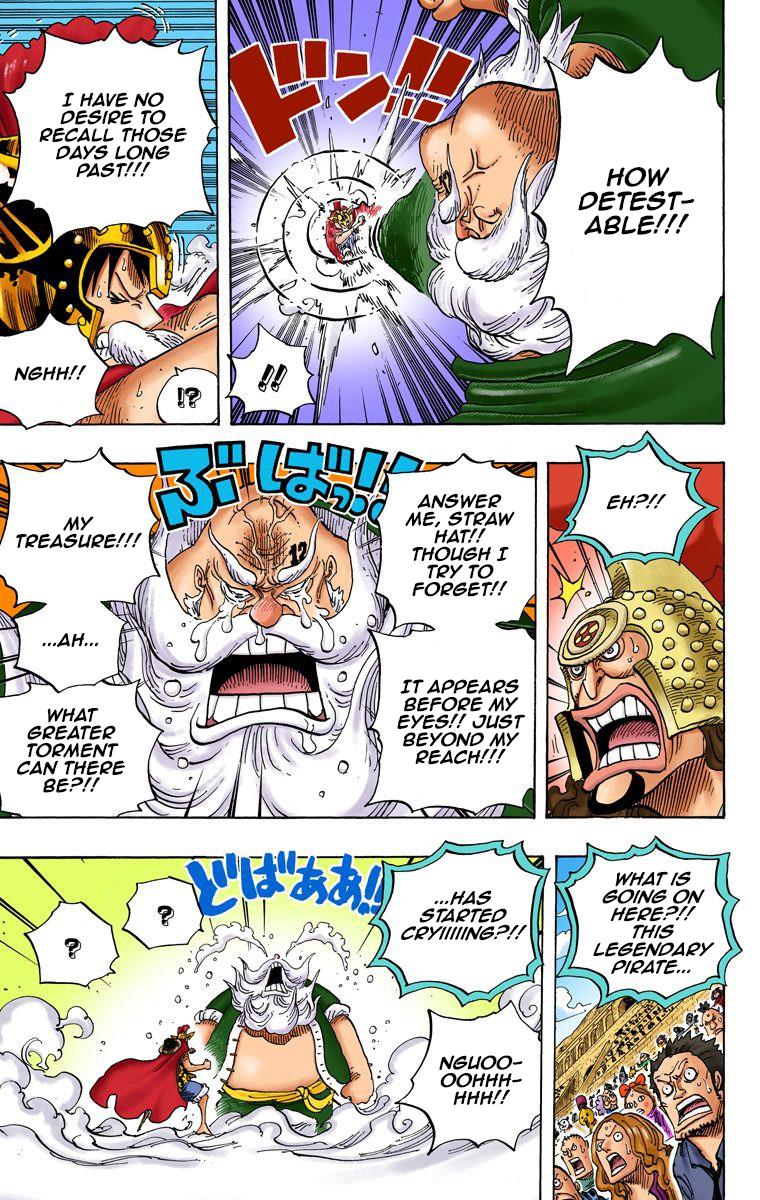 ドン!!
HOW
DETEST-
ABLE!!!
!!
I HAVE NO
DESIRE TO
RECALL THOSE
DAYS LONG
PAST!!!
NGHH!!
!?
EH?!!
ぶばっ!!
ANSWER
ME, STRAW
HAT!!
THOUGH I
TRY TO
FORGET!!
IT APPEARS
BEFORE MY
EYES!! JUST
BEYOND MY
REACH!!!
12
MY
TREASURE!!!
...AH...
WHAT
GREATER
TORMENT
CAN THERE
BE?!!
WHAT IS
GOING ON
HERE?!!
THIS
LEGENDARY
PIRATE...
...HAS
STARTED
CRYIIIIING?!!
どばああ!!
NGUOO-
OOHHH-
HHH!!
?
?